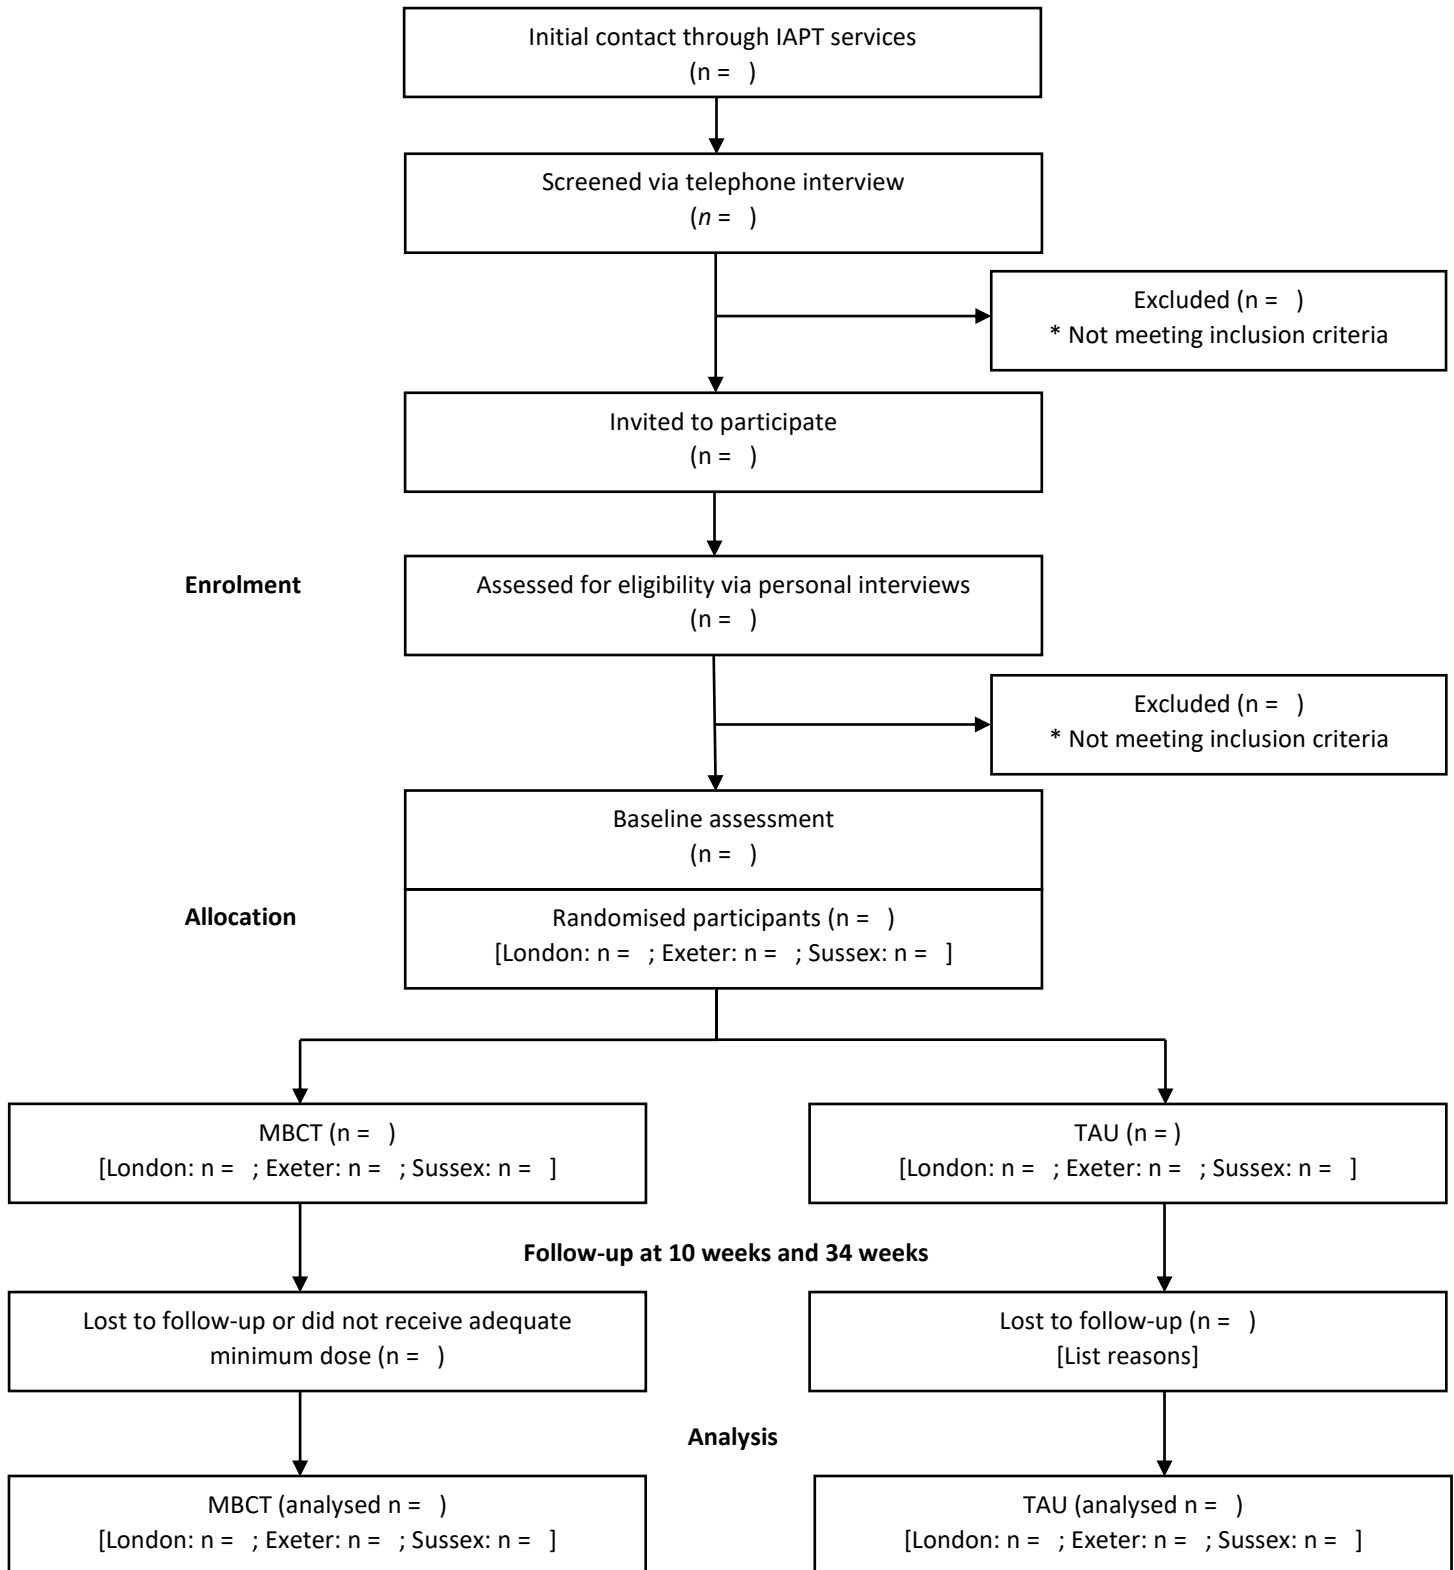 Initial contact through IAPT services
(n =   )
Screened via telephone interview
(n =   )
Excluded (n =   )
* Not meeting inclusion criteria
Invited to participate
(n =   )
Enrolment
Assessed for eligibility via personal interviews
(n =   )
Excluded (n =   )
* Not meeting inclusion criteria
Baseline assessment
(n =   )
Allocation
Randomised participants (n =   )
[London: n =   ; Exeter: n =   ; Sussex: n =   ]
MBCT (n =   )
[London: n =   ; Exeter: n =   ; Sussex: n =   ]
TAU (n = )
[London: n =   ; Exeter: n =   ; Sussex: n =   ]
Follow-up at 10 weeks and 34 weeks
Lost to follow-up or did not receive adequate
minimum dose (n =   )
Lost to follow-up (n =   )
[List reasons]
Analysis
MBCT (analysed n =   )
[London: n =   ; Exeter: n =   ; Sussex: n =   ]
TAU (analysed n =   )
[London: n =   ; Exeter: n =   ; Sussex: n =   ]